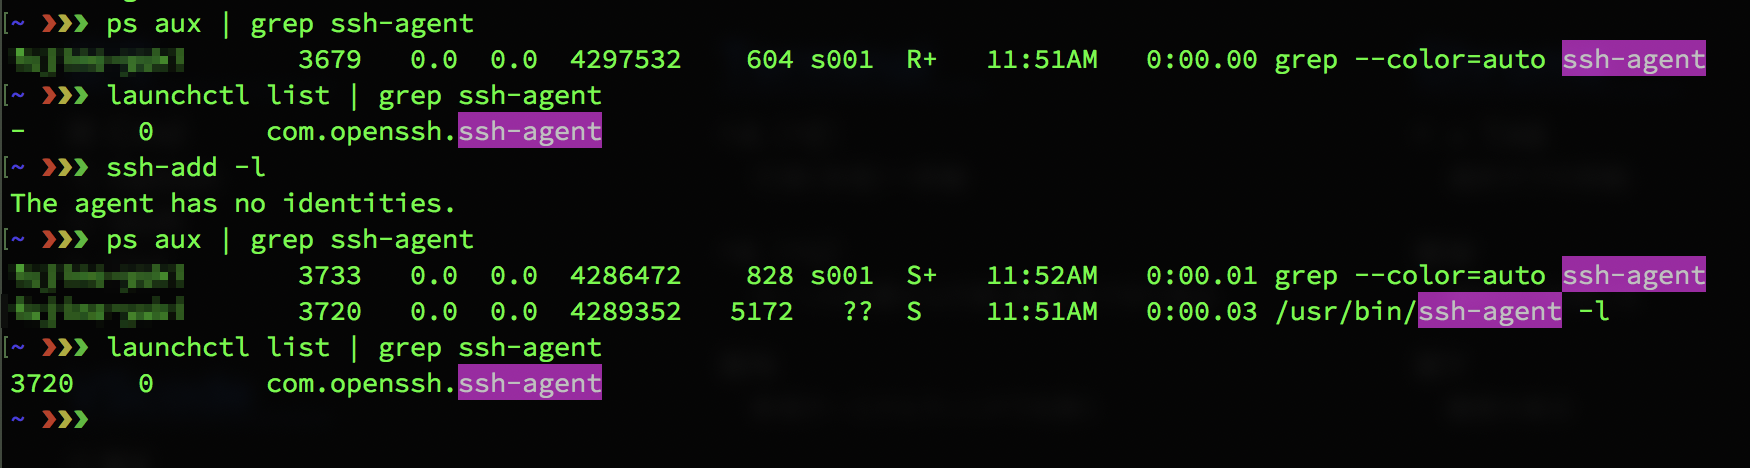 [~ ❯❯❯ ps aux | grep ssh-agent
3679 0.0 0.0 4297532 604 s001 R+ 11:51AM 0:00.00 grep --color=auto ssh-agent
[~ ❯❯❯ launchctl list | grep ssh-agent
- 0 com.openssh.ssh-agent
[~ ❯❯❯ ssh-add -l
The agent has no identities.
[~ ❯❯❯ ps aux | grep ssh-agent
3733 0.0 0.0 4286472 828 s001 S+ 11:52AM 0:00.01 grep --color=auto ssh-agent
3720 0.0 0.0 4289352 5172 ?? S 11:51AM 0:00.03 /usr/bin/ssh-agent -l
[~ ❯❯❯ launchctl list | grep ssh-agent
3720 0 com.openssh.ssh-agent
~ ❯❯❯